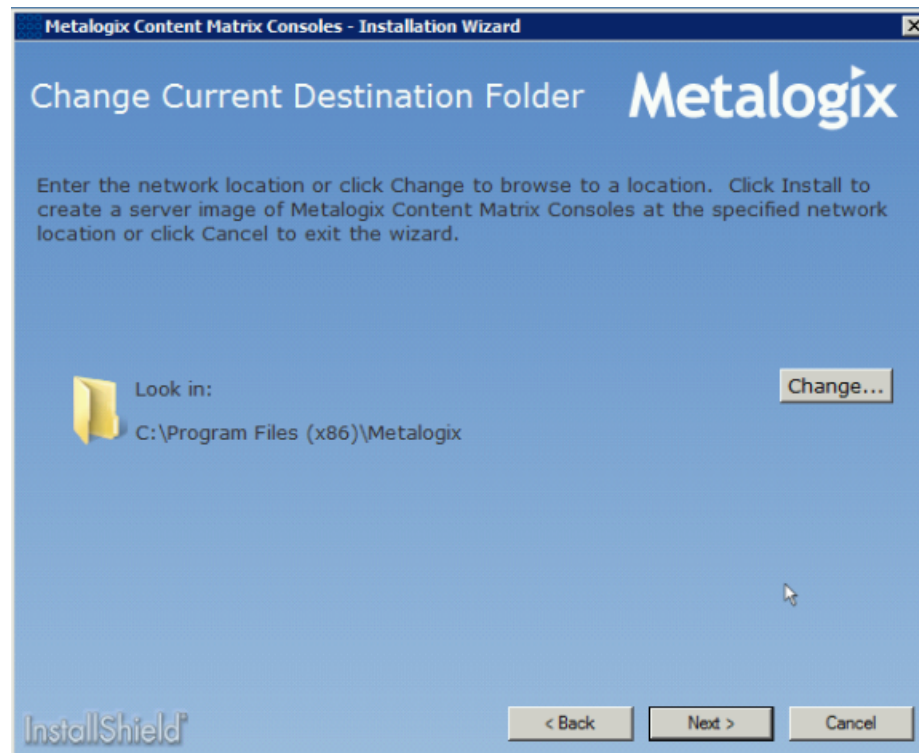 Metalogix Content Matrix Consoles - Installation Wizard
Change Current Destination Folder
Metalogix
Enter the network location or click Change to browse to a location.  Click Install to
create a server image of Metalogix Content Matrix Consoles at the specified network
location or click Cancel to exit the wizard.
Look in:
Change...
C:\Program Files (x86)\Metalogix
InstallShield
< Back
Next >
Cancel